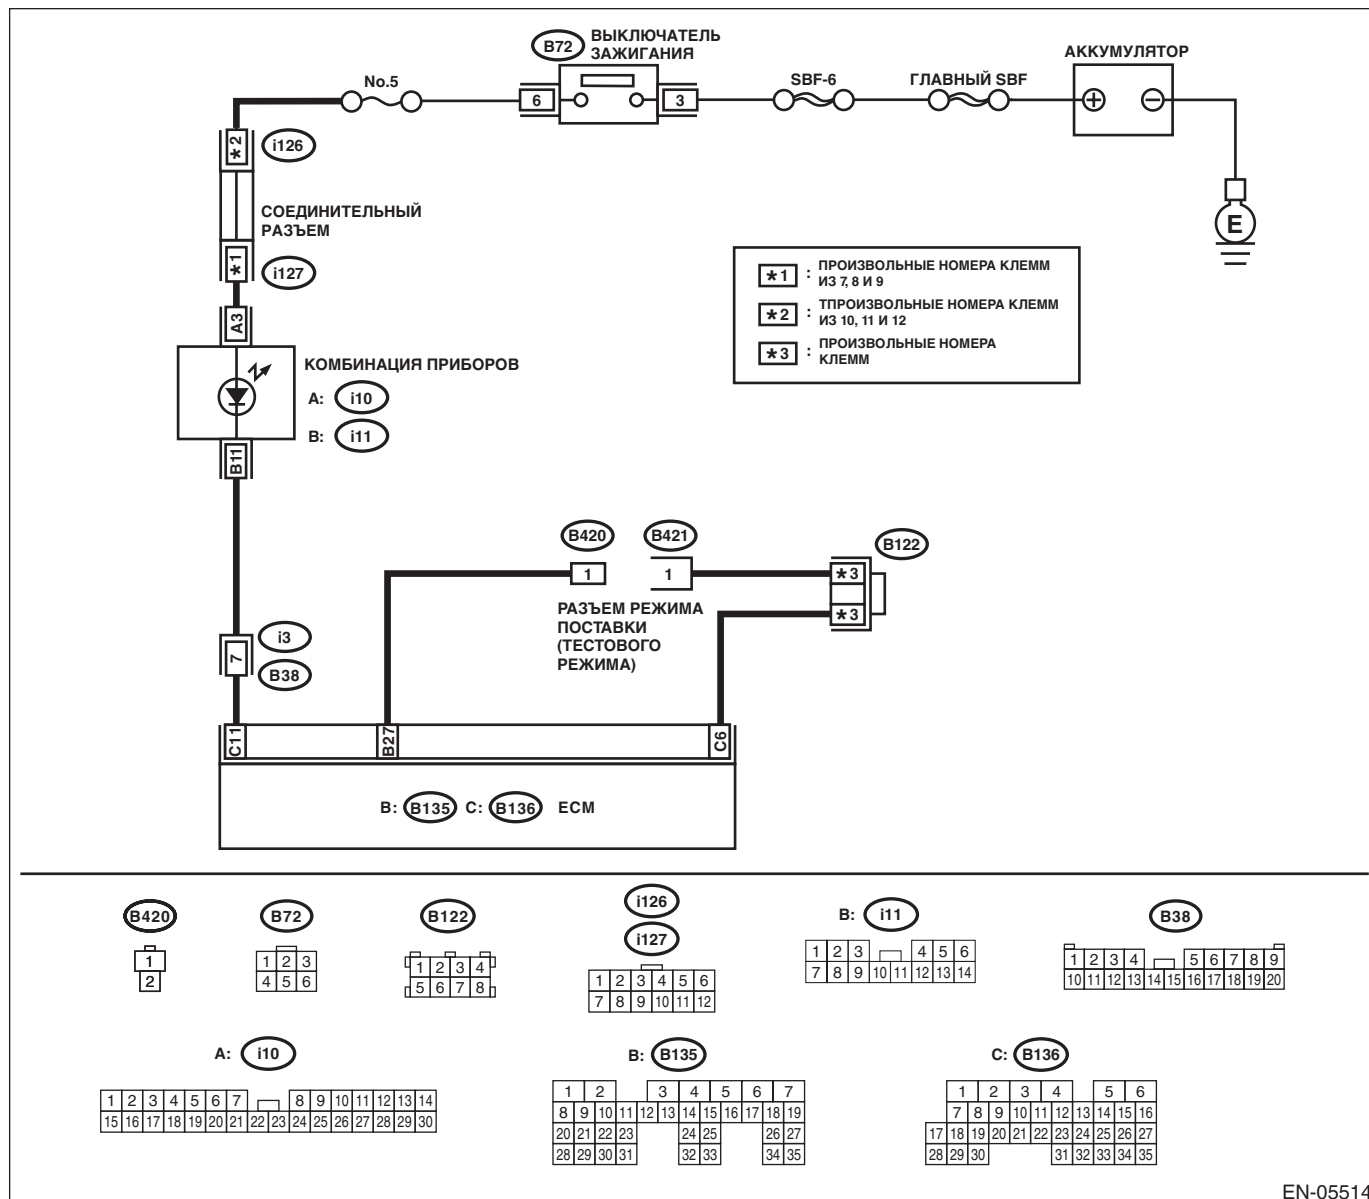 B72
ВЫКЛЮЧАТЕЛЬ
ЗАЖИГАНИЯ
No.5
SBF-6
ГЛАВНЫЙ SBF
АККУМУЛЯТОР
6
3
+
−
E
*2
i126
СОЕДИНИТЕЛЬНЫЙ
РАЗЪЕМ
*1
i127
A3
*1 : ПРОИЗВОЛЬНЫЕ НОМЕРА КЛЕММ
ИЗ 7, 8 И 9
*2 : ТПРОИЗВОЛЬНЫЕ НОМЕРА КЛЕММ
ИЗ 10, 11 И 12
*3 : ПРОИЗВОЛЬНЫЕ НОМЕРА
КЛЕММ
КОМБИНАЦИЯ ПРИБОРОВ
A: i10
B: i11
B11
B420
B421
B122
1
1
*3
*3
РАЗЪЕМ РЕЖИМА
ПОСТАВКИ
(ТЕСТОВОГО
РЕЖИМА)
7
i3
B38
C11
B27
C6
B: B135 C: B136 ECM
B420
1
2
B72
1 2 3
4 5 6
B122
1 2 3 4
5 6 7 8
i126
i127
1 2 3 4 5 6
7 8 9 10 11 12
B: i11
1 2 3 4 5 6
7 8 9 10 11 12 13 14
B38
1 2 3 4 5 6 7 8 9
10 11 12 13 14 15 16 17 18 19 20
A: i10
1 2 3 4 5 6 7 8 9 10 11 12 13 14
15 16 17 18 19 20 21 22 23 24 25 26 27 28 29 30
B: B135
1 2 3 4 5 6 7
8 9 10 11 12 13 14 15 16 17 18 19
20 21 22 23 24 25 26 27
28 29 30 31 32 33 34 35
C: B136
1 2 3 4 5 6
7 8 9 10 11 12 13 14 15 16
17 18 19 20 21 22 23 24 25 26 27
28 29 30 31 32 33 34 35
EN-05514